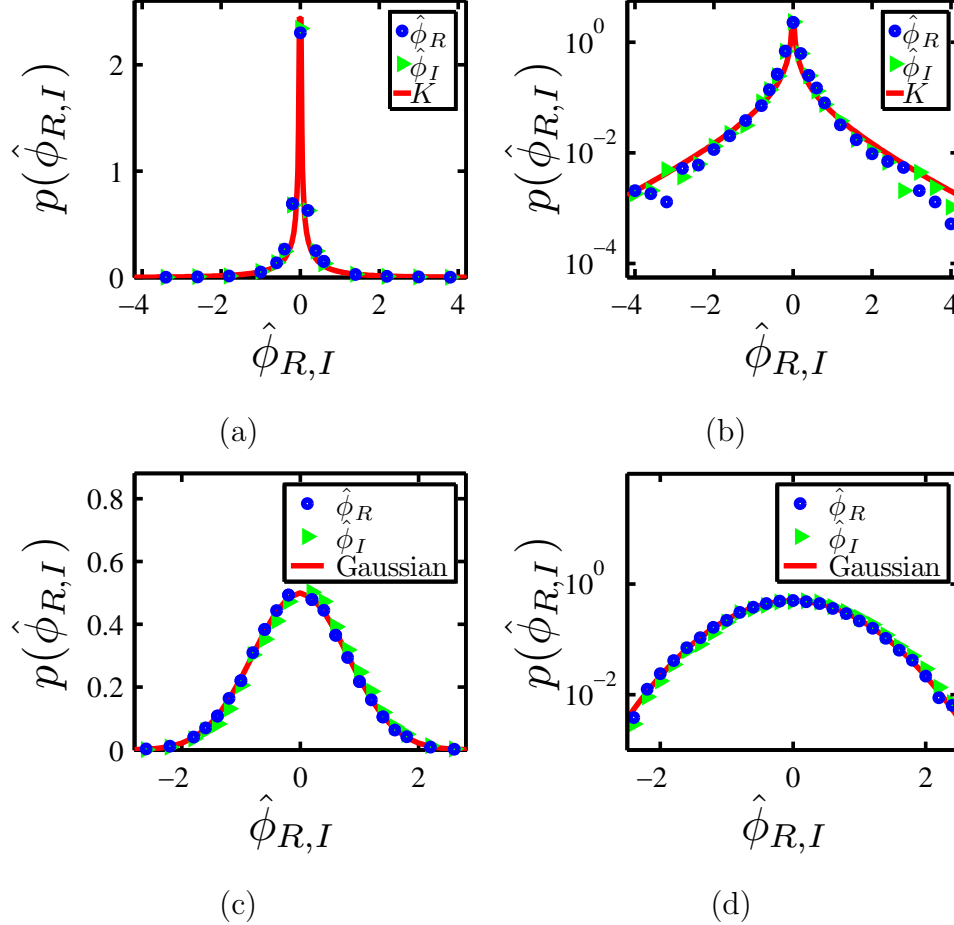 p(φ̂_{R,I})
2
1
0
−4 −2 0 2 4
φ̂_{R,I}
φ̂_R
φ̂_I
K
(a)
p(φ̂_{R,I})
10^0
10^{−2}
10^{−4}
−4 −2 0 2 4
φ̂_{R,I}
φ̂_R
φ̂_I
K
(b)
p(φ̂_{R,I})
0.8
0.6
0.4
0.2
0
−2 0 2
φ̂_{R,I}
φ̂_R
φ̂_I
Gaussian
(c)
p(φ̂_{R,I})
10^0
10^{−2}
−2 0 2
φ̂_{R,I}
φ̂_R
φ̂_I
Gaussian
(d)